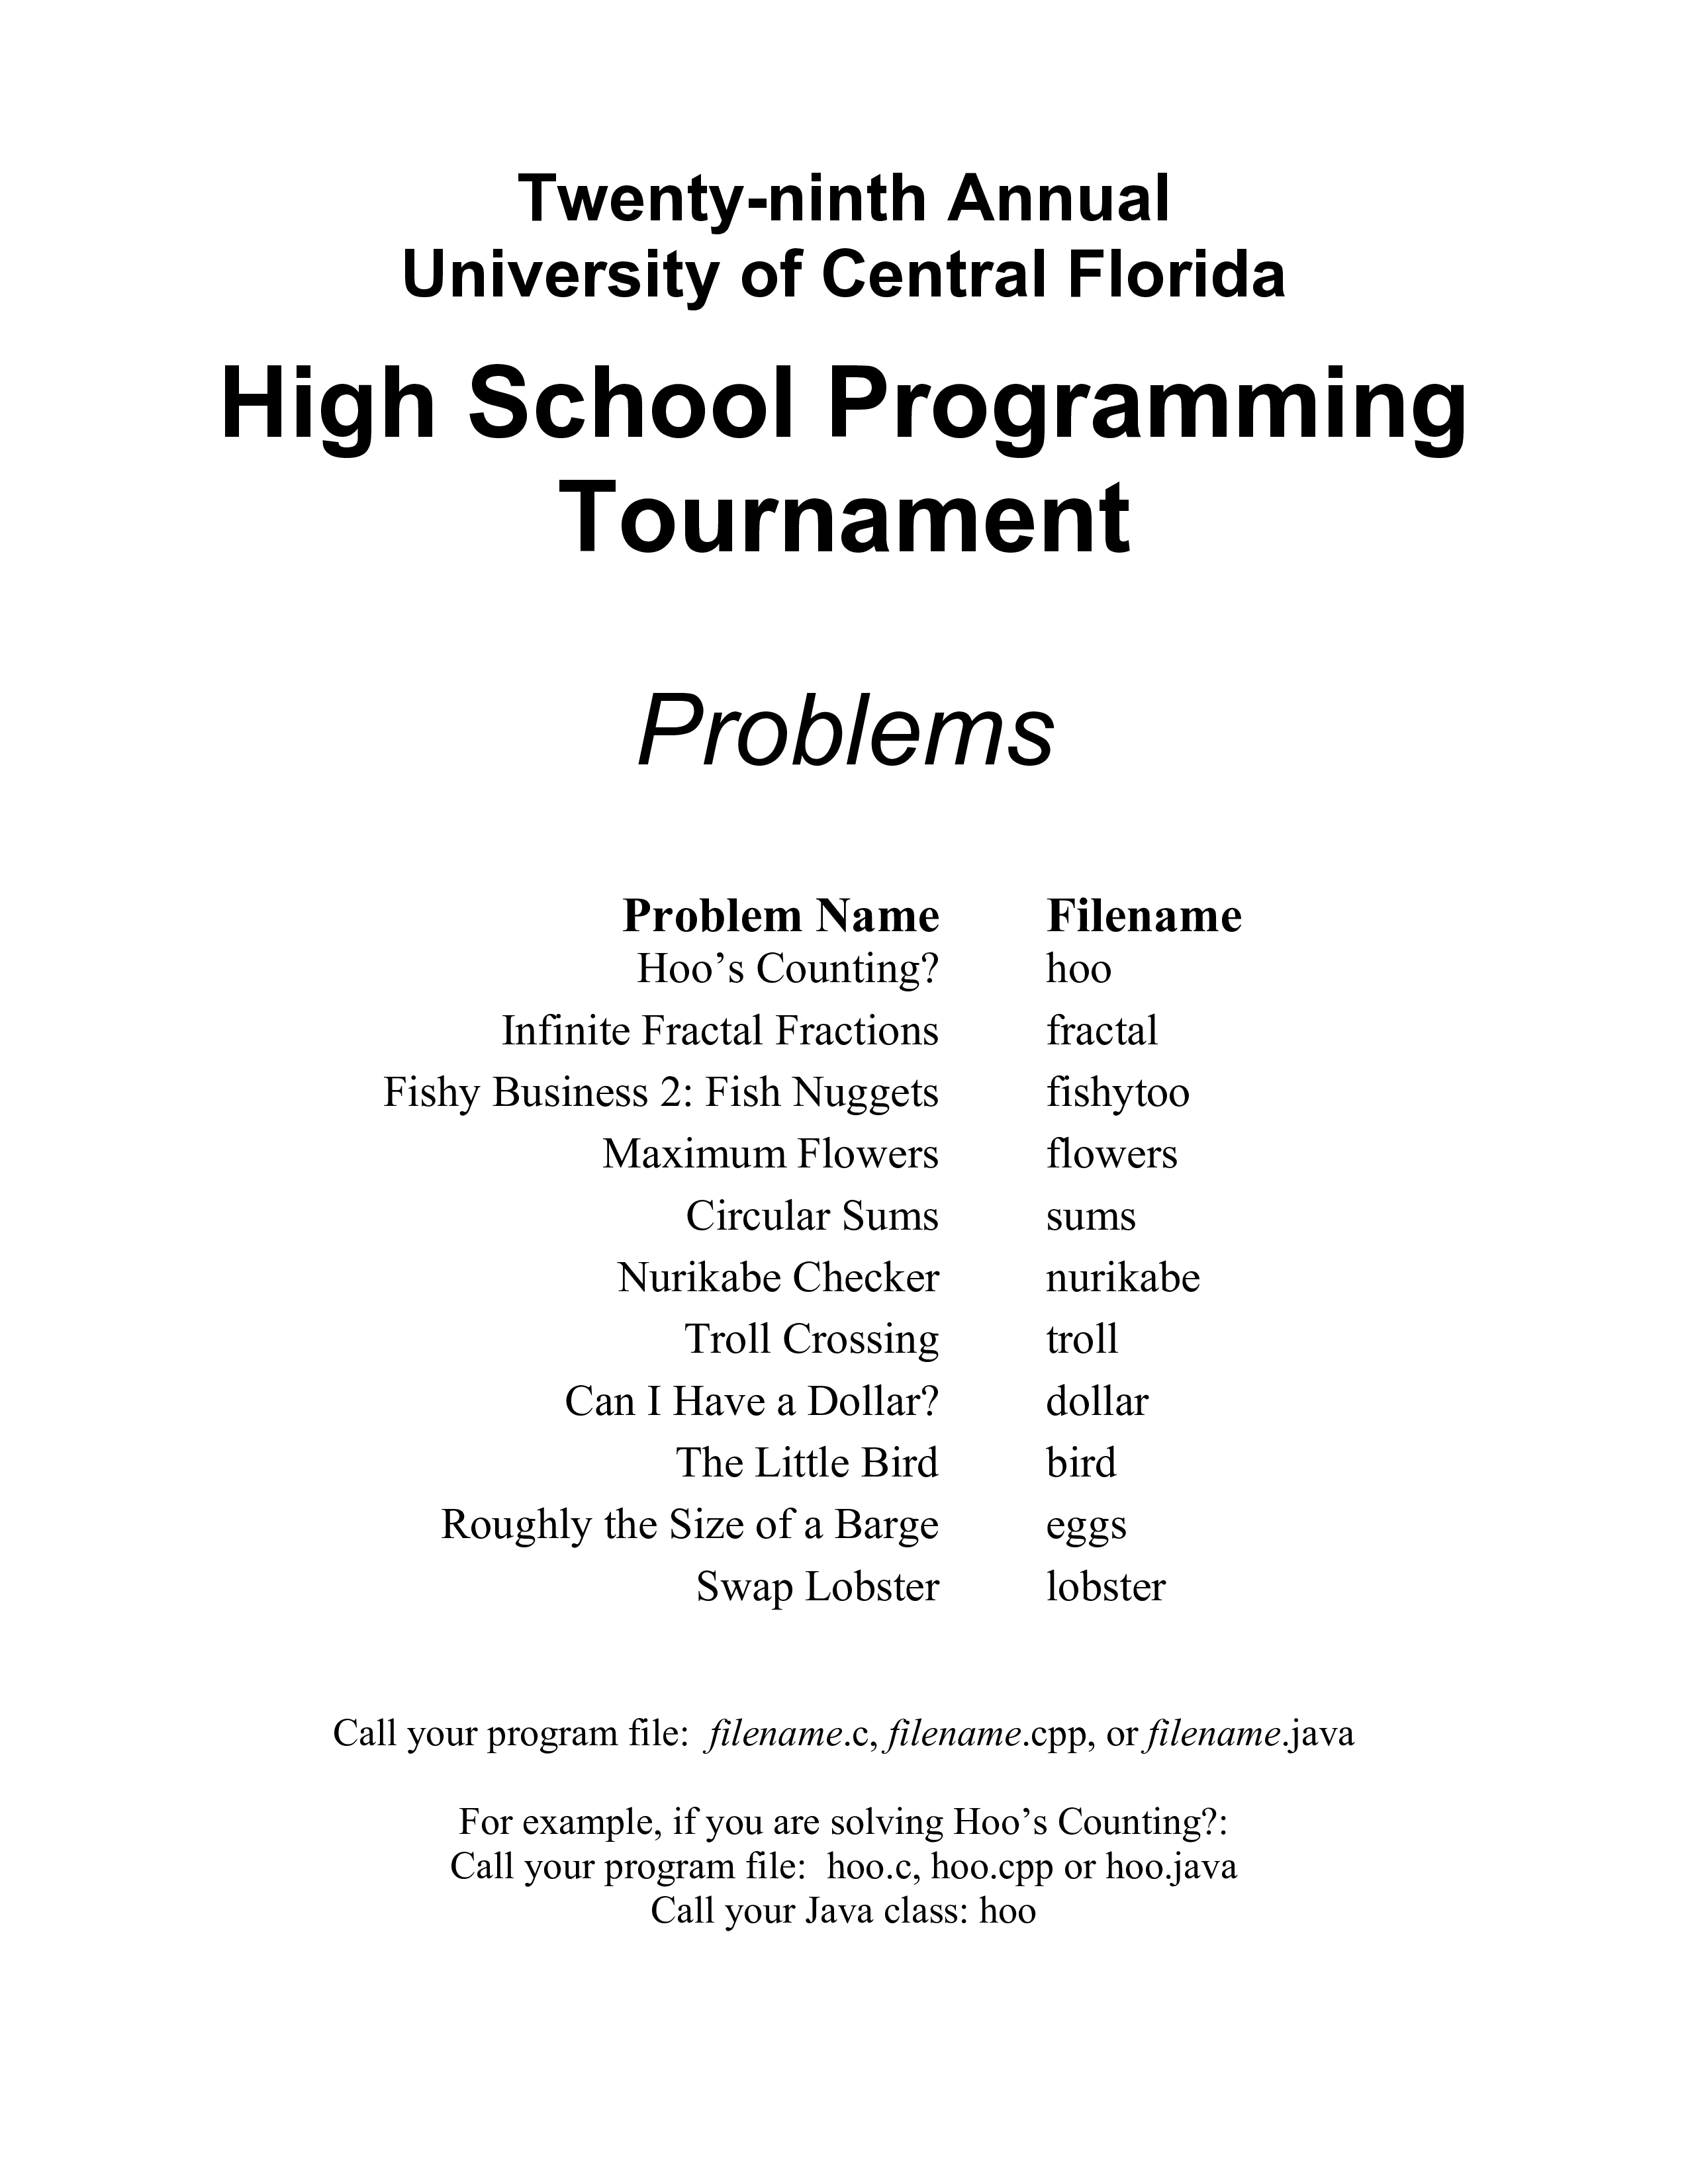 Twenty-ninth Annual
University of Central Florida
High School Programming
Tournament
Problems
Problem Name Filename
Hoo’s Counting? hoo
Infinite Fractal Fractions fractal
Fishy Business 2: Fish Nuggets fishytoo
Maximum Flowers flowers
Circular Sums sums
Nurikabe Checker nurikabe
Troll Crossing troll
Can I Have a Dollar? dollar
The Little Bird bird
Roughly the Size of a Barge eggs
Swap Lobster lobster
Call your program file: filename.c, filename.cpp, or filename.java
For example, if you are solving Hoo’s Counting?:
Call your program file: hoo.c, hoo.cpp or hoo.java
Call your Java class: hoo